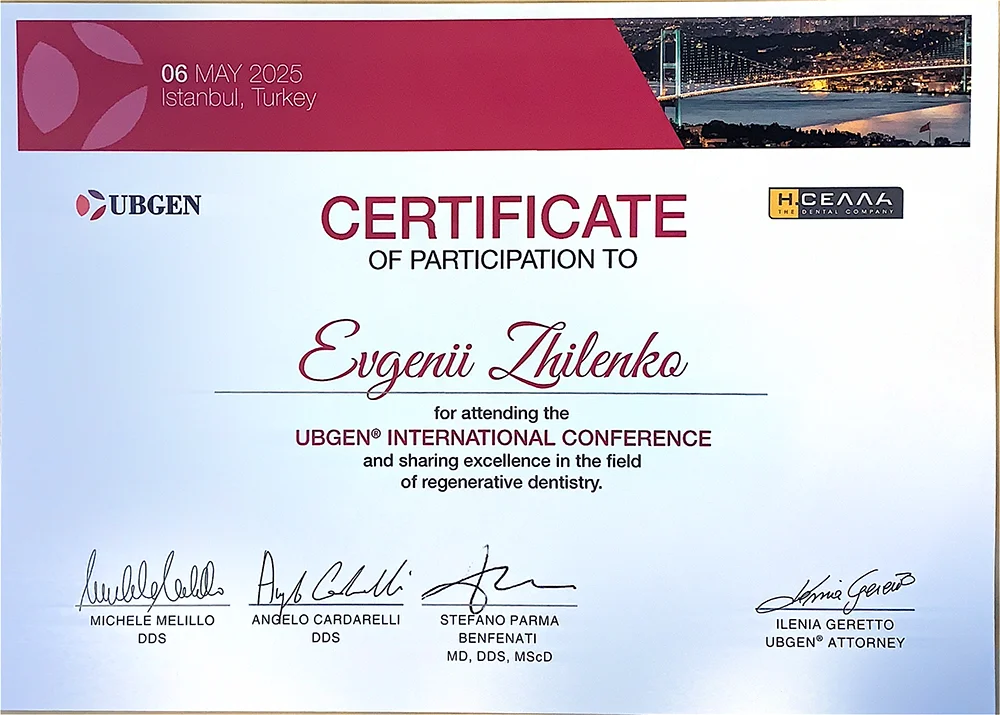 06 MAY 2025
Istanbul, Turkey
UBGEN
CERTIFICATE
Н.СЕЛЛА
THE DENTAL COMPANY
OF PARTICIPATION TO
Evgenii Zhilenko
for attending the
UBGEN® INTERNATIONAL CONFERENCE
and sharing excellence in the field
of regenerative dentistry.
MICHELE MELILLO
DDS
ANGELO CARDARELLI
DDS
STEFANO PARMA
BENFENATI
MD, DDS, MScD
ILENIA GERETTO
UBGEN® ATTORNEY